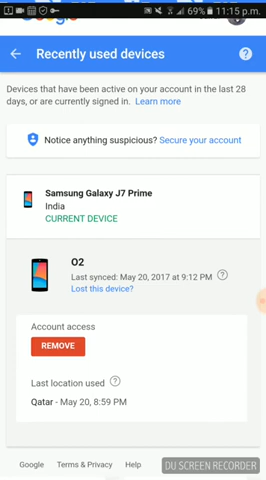 69% 11:15 p.m.
Google
Recently used devices
Devices that have been active on your account in the last 28
days, or are currently signed in. Learn more
Notice anything suspicious? Secure your account
Samsung Galaxy J7 Prime
India
CURRENT DEVICE
O2
Last synced: May 20, 2017 at 9:12 PM
Lost this device?
Account access
REMOVE
Last location used
Qatar - May 20, 8:59 PM
Google Terms & Privacy Help
DU SCREEN RECORDER